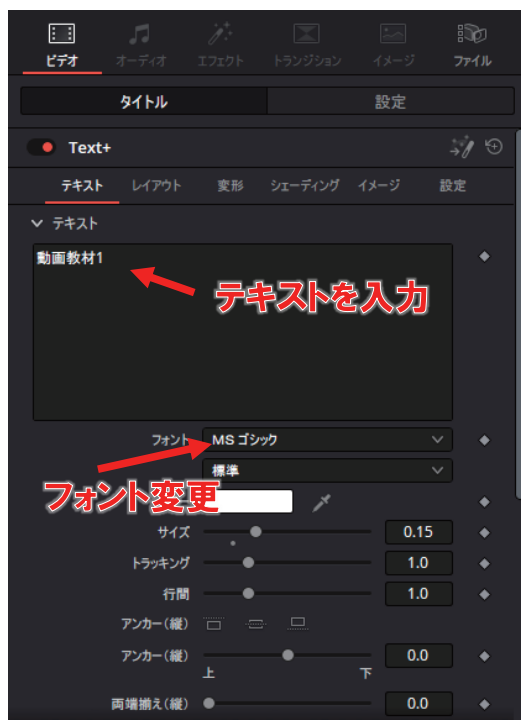 ビデオ オーディオ エフェクト トランジション イメージ ファイル
タイトル 設定
Text+
テキスト レイアウト 変形 シェーディング イメージ 設定
テキスト
動画教材1
テキストを入力
フォント MS ゴシック
標準
フォント変更
サイズ 0.15
トラッキング 1.0
行間 1.0
アンカー(縦)
アンカー(縦) 0.0
上 下
両端揃え(縦) 0.0